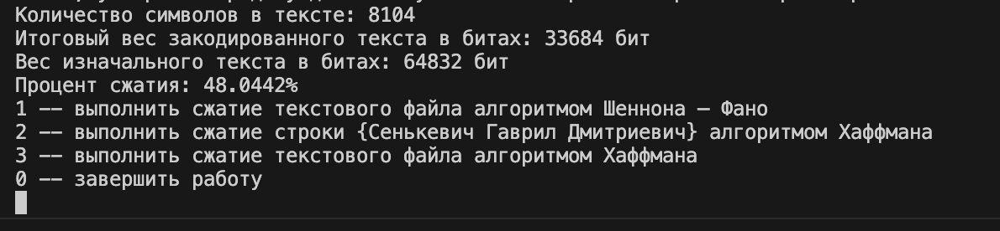 Количество символов в тексте: 8104
Итоговый вес закодированного текста в битах: 33684 бит
Вес изначального текста в битах: 64832 бит
Процент сжатия: 48.0442%
1 —— выполнить сжатие текстового файла алгоритмом Шеннона – Фано
2 —— выполнить сжатие строки {Сенькевич Гаврил Дмитриевич} алгоритмом Хаффмана
3 —— выполнить сжатие текстового файла алгоритмом Хаффмана
0 —— завершить работу